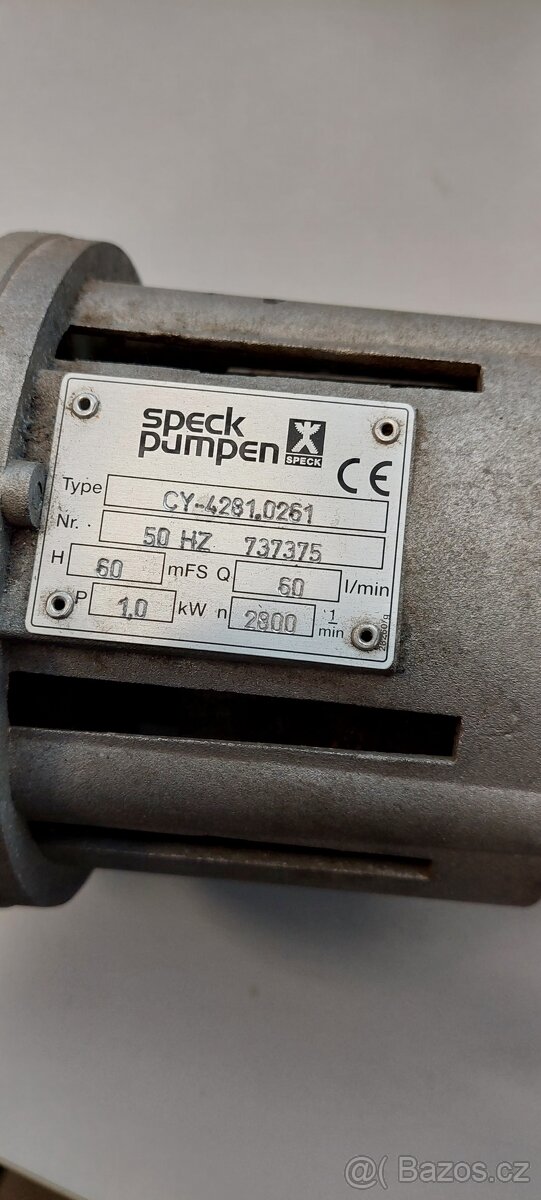 speck
pumpen
SPECK
CE
Type CY-4281.0261
Nr. 50 HZ 737375
H 60 mFS Q 60 l/min
P 1,0 kW n 2800 1/min
@( Bazos.cz